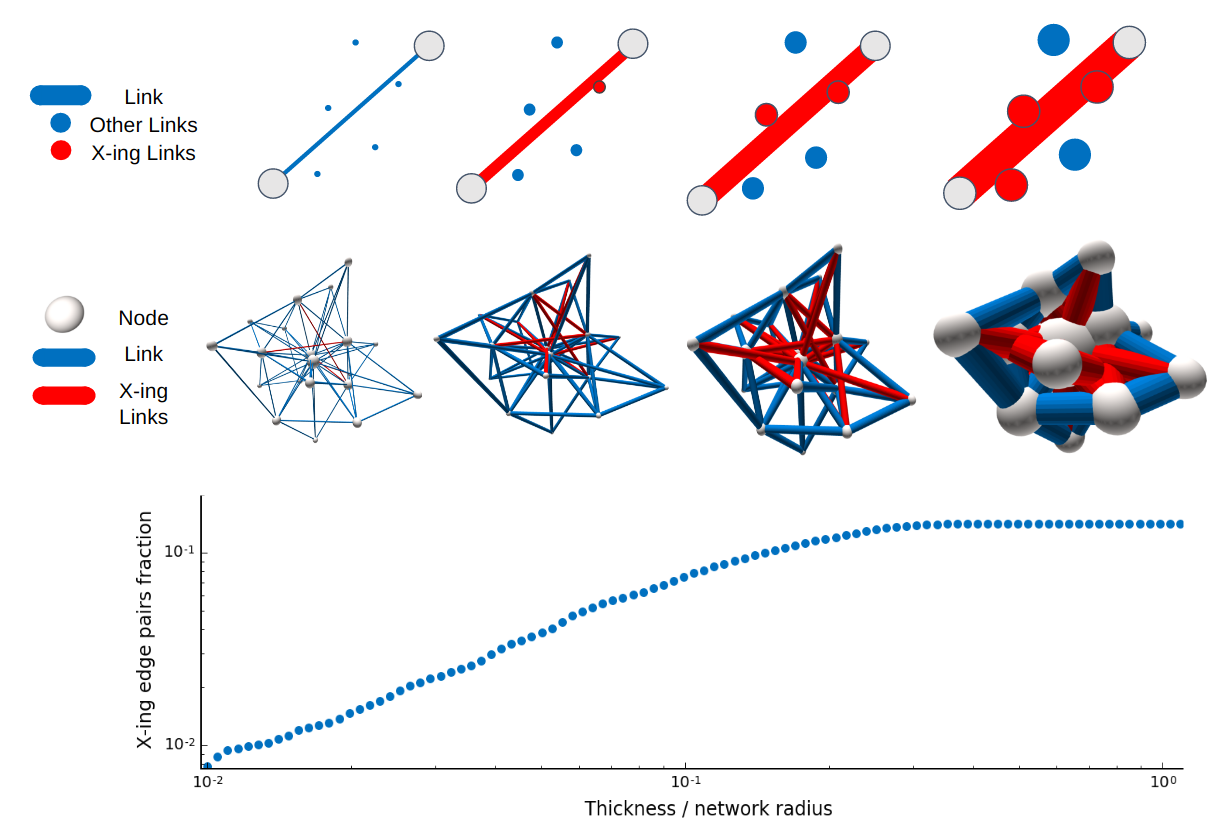 Link
Other Links
X-ing Links
Node
Link
X-ing
Links
X-ing edge pairs fraction
10-1
10-2
10-2
10-1
100
Thickness / network radius